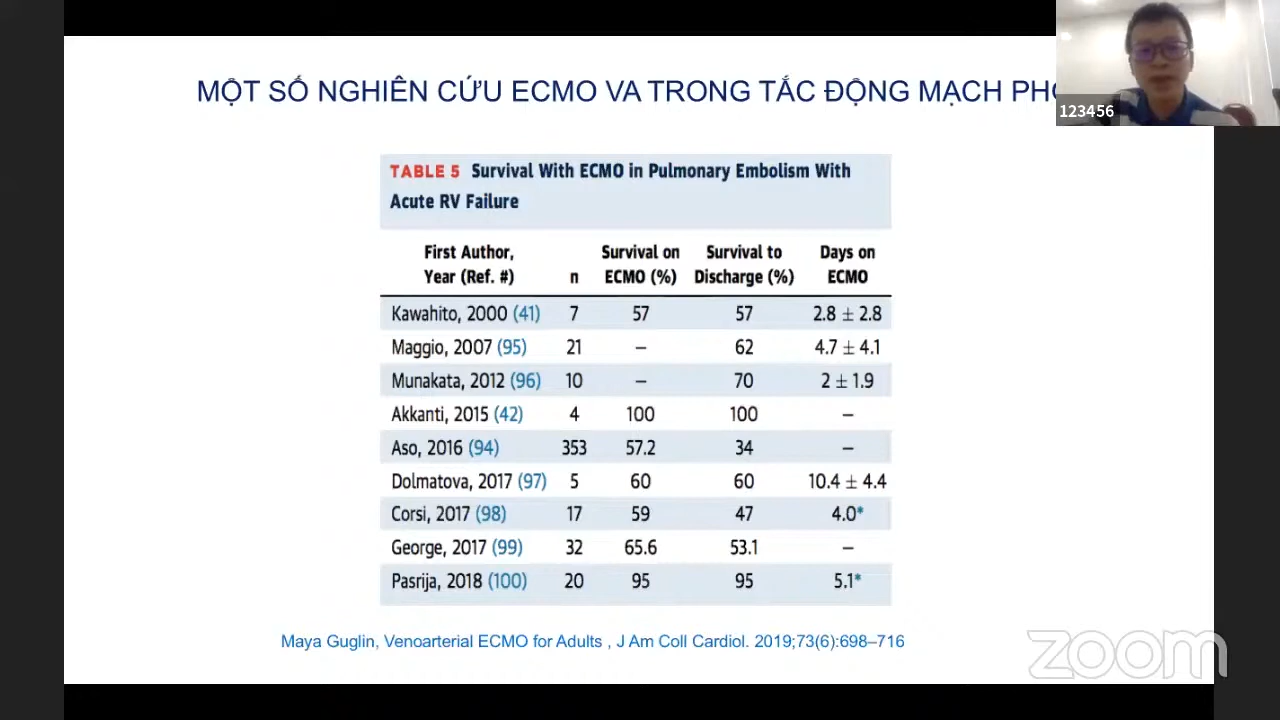 MỘT SỐ NGHIÊN CỨU ECMO VA TRONG TẮC ĐỘNG MẠCH
123456
TABLE 5 Survival With ECMO in Pulmonary Embolism With
Acute RV Failure
First Author, Year (Ref. #) n Survival on ECMO (%) Survival to Discharge (%) Days on ECMO
Kawahito, 2000 (41) 7 57 57 2.8 ± 2.8
Maggio, 2007 (95) 21 – 62 4.7 ± 4.1
Munakata, 2012 (96) 10 – 70 2 ± 1.9
Akkanti, 2015 (42) 4 100 100 –
Aso, 2016 (94) 353 57.2 34 –
Dolmatova, 2017 (97) 5 60 60 10.4 ± 4.4
Corsi, 2017 (98) 17 59 47 4.0*
George, 2017 (99) 32 65.6 53.1 –
Pasrija, 2018 (100) 20 95 95 5.1*
Maya Guglin, Venoarterial ECMO for Adults , J Am Coll Cardiol. 2019;73(6):698–716
zoom